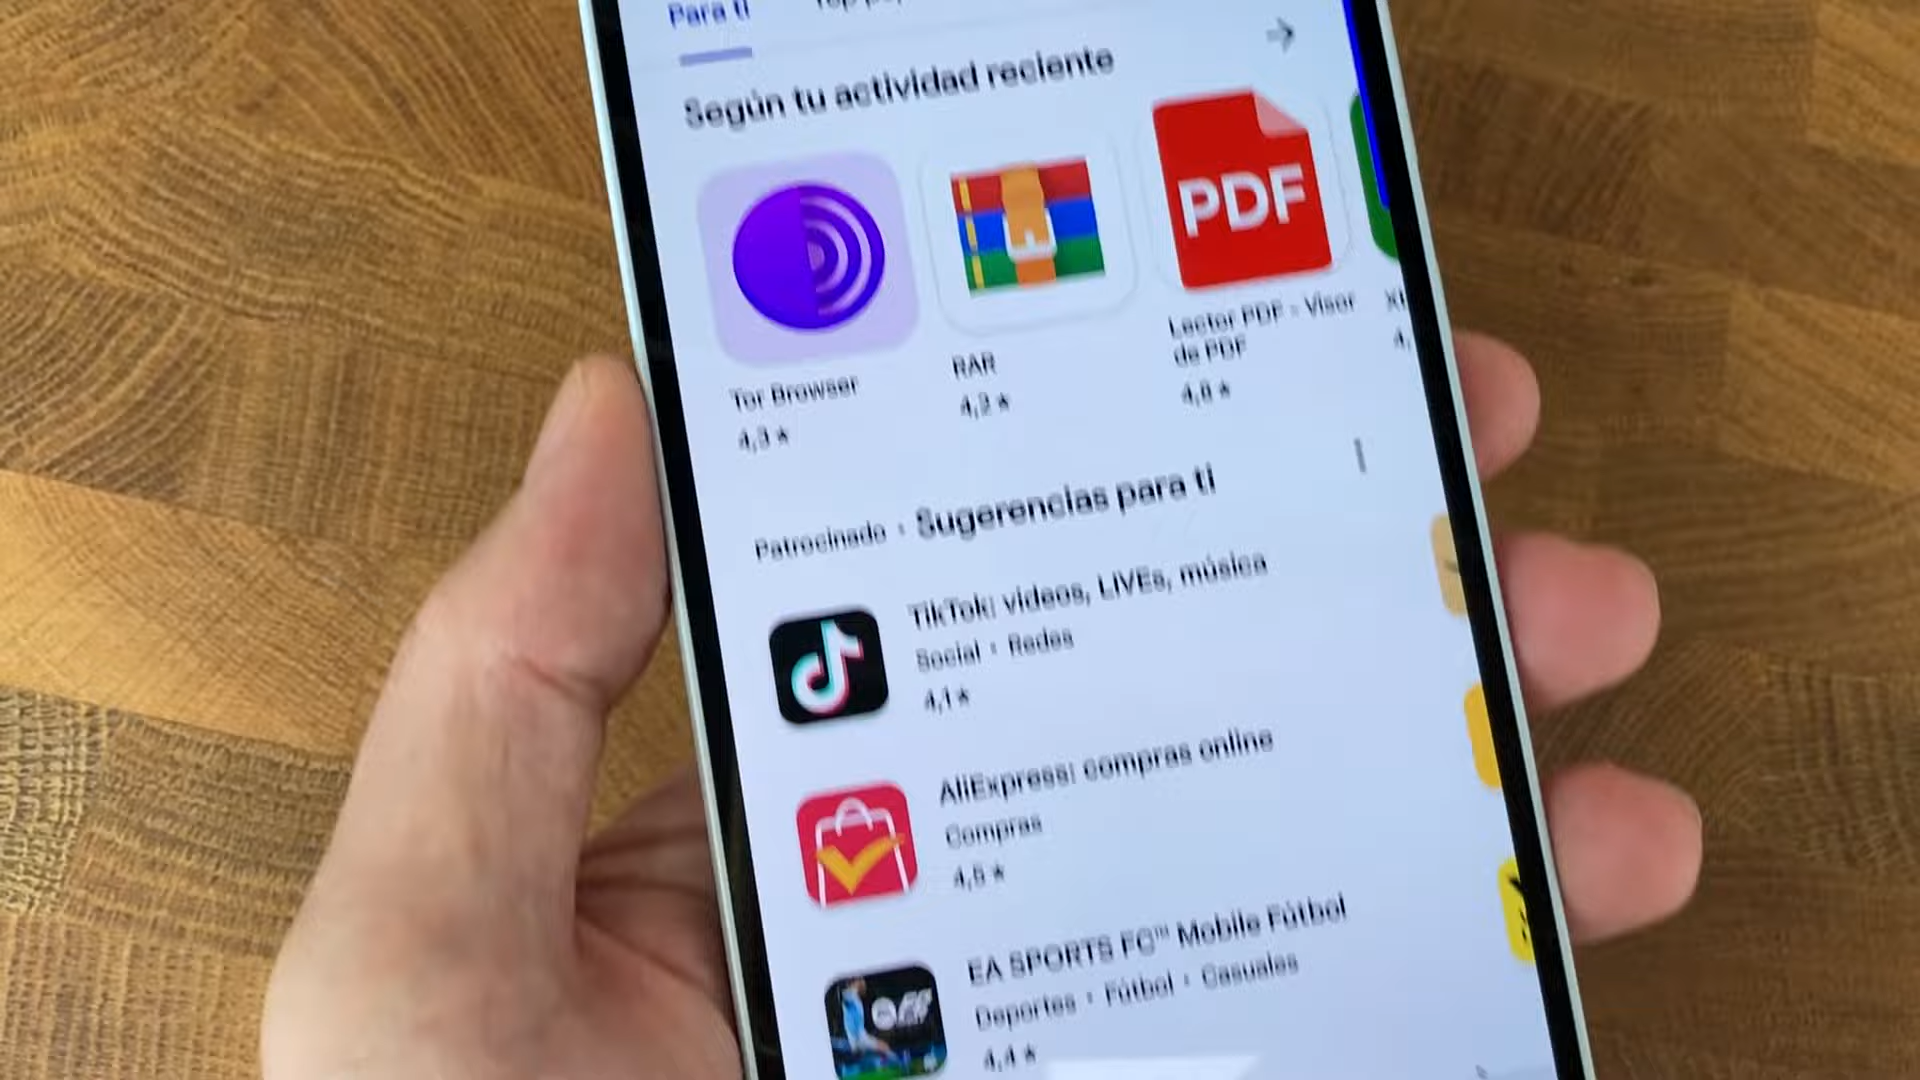 Para ti
Según tu actividad reciente
PDF
Tor Browser
4,3 ★
RAR
4,2 ★
Lector PDF - Visor
de PDF
4,8 ★
4,
Patrocinado • Sugerencias para ti
TikTok: videos, LIVEs, música
Social • Redes
4,1 ★
AliExpress: compras online
Compras
4,5 ★
EA SPORTS FC™ Mobile Fútbol
Deportes • Fútbol • Casuales
4,4 ★